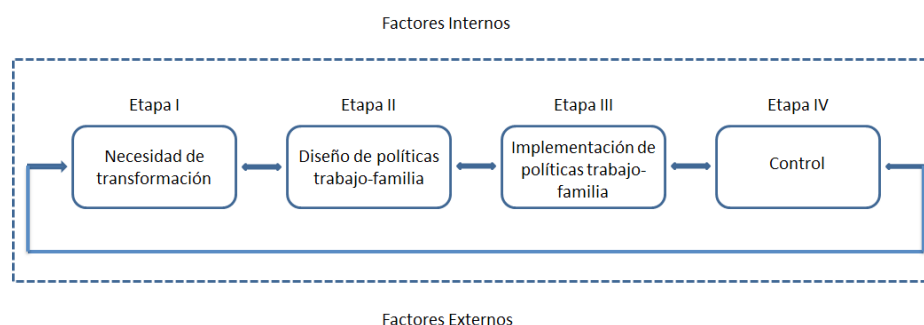 Factores Internos
Etapa I
Etapa II
Etapa III
Etapa IV
Necesidad de
transformación
Diseño de políticas
trabajo-familia
Implementación de
políticas trabajo-
familia
Control
Factores Externos